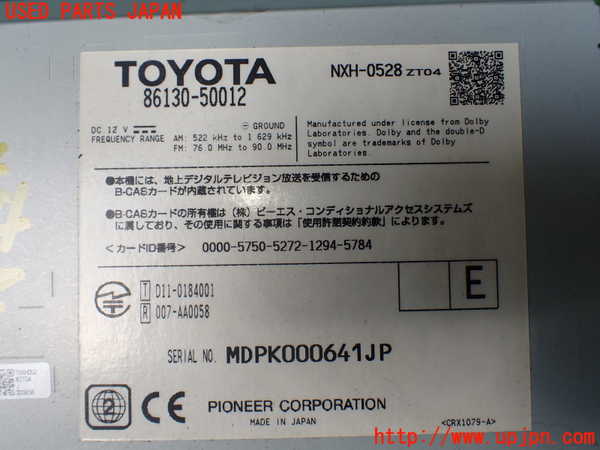 USED PARTS JAPAN
TOYOTA
86130-50012
NXH-0528 ZT04
DC 12 V
GROUND
FREQUENCY RANGE AM: 522 kHz to 1 629 kHz
FM: 76.0 MHz to 90.0 MHz
Manufactured under license from Dolby
Laboratories. Dolby and the double-D
symbol are trademarks of Dolby
Laboratories.
●本機には、地上デジタルテレビジョン放送を受信するための
B-CASカードが内蔵されています。
●B-CASカードの所有権は（株）ビーエス・コンディショナルアクセスシステムズ
に属しており、その使用に関する事項は「使用許諾契約約款」によります。
<カードID番号> 0000-5750-5272-1294-5784
T D11-0184001
R 007-AA0058
E
SERIAL NO. MDPK000641JP
2 CE PIONEER CORPORATION
MADE IN JAPAN
<CRX1079-A>
http://www.upjpn.com